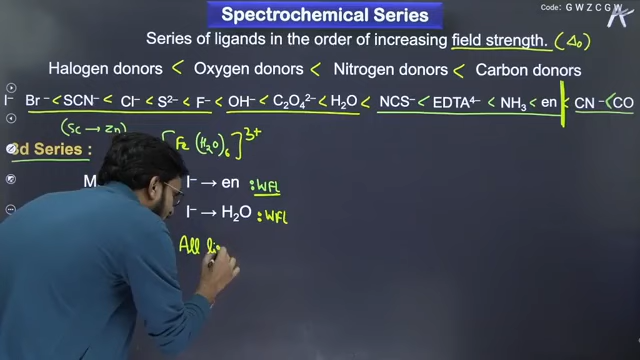 Code: G W Z C G W
Spectrochemical Series
Series of ligands in the order of increasing field strength. (Δ₀)
Halogen donors < Oxygen donors < Nitrogen donors < Carbon donors
I⁻ Br⁻ < SCN⁻ < Cl⁻ < S²⁻ < F⁻ < OH⁻ < C₂O₄²⁻ < H₂O < NCS⁻ < EDTA⁴⁻ < NH₃ < en < CN⁻ < CO
(Sc → Zn) [Fe(H₂O)₆]³⁺
3d Series :
M I⁻ → en : WFL
I⁻ → H₂O : WFL
All